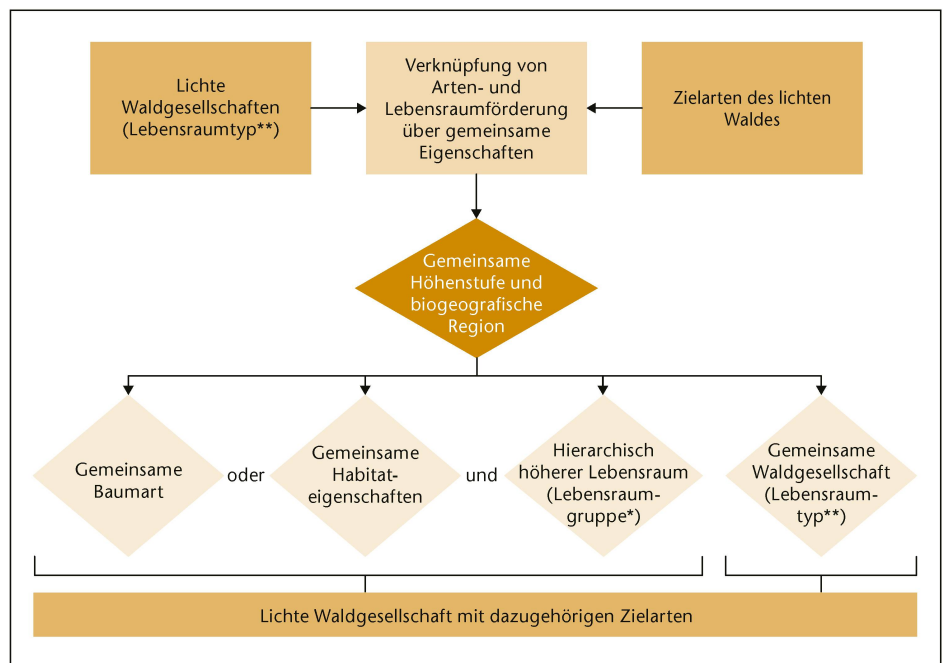 Lichte
Waldgesellschaften
(Lebensraumtyp**)
Verknüpfung von
Arten- und
Lebensraumförderung
über gemeinsame
Eigenschaften
Zielarten des lichten
Waldes
Gemeinsame
Höhenstufe und
biogeografische
Region
Gemeinsame
Baumart
oder
Gemeinsame
Habitat-
eigenschaften
und
Hierarchisch
höherer Lebensraum
(Lebensraum-
gruppe*)
Gemeinsame
Waldgesellschaft
(Lebensraum-
typ**)
Lichte Waldgesellschaft mit dazugehörigen Zielarten